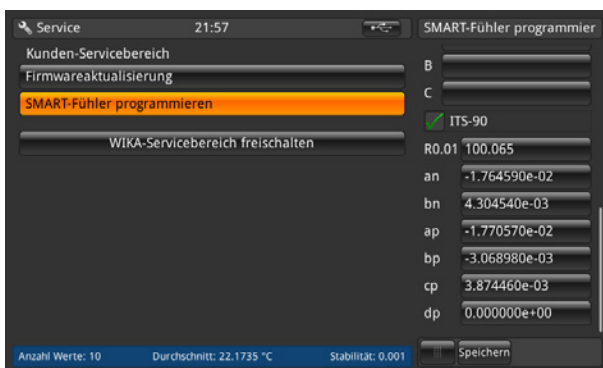 Service 21:57
Kunden-Servicebereich
Firmwareaktualisierung
SMART-Fühler programmieren
WIKA-Servicebereich freischalten
Anzahl Werte: 10 Durchschnitt: 22.1735 °C Stabilität: 0.001
SMART-Fühler programmier
B
C
ITS-90
R0.01 100.065
an -1.764590e-02
bn 4.304540e-03
ap -1.770570e-02
bp -3.068980e-03
cp 3.874460e-03
dp 0.000000e+00
Speichern